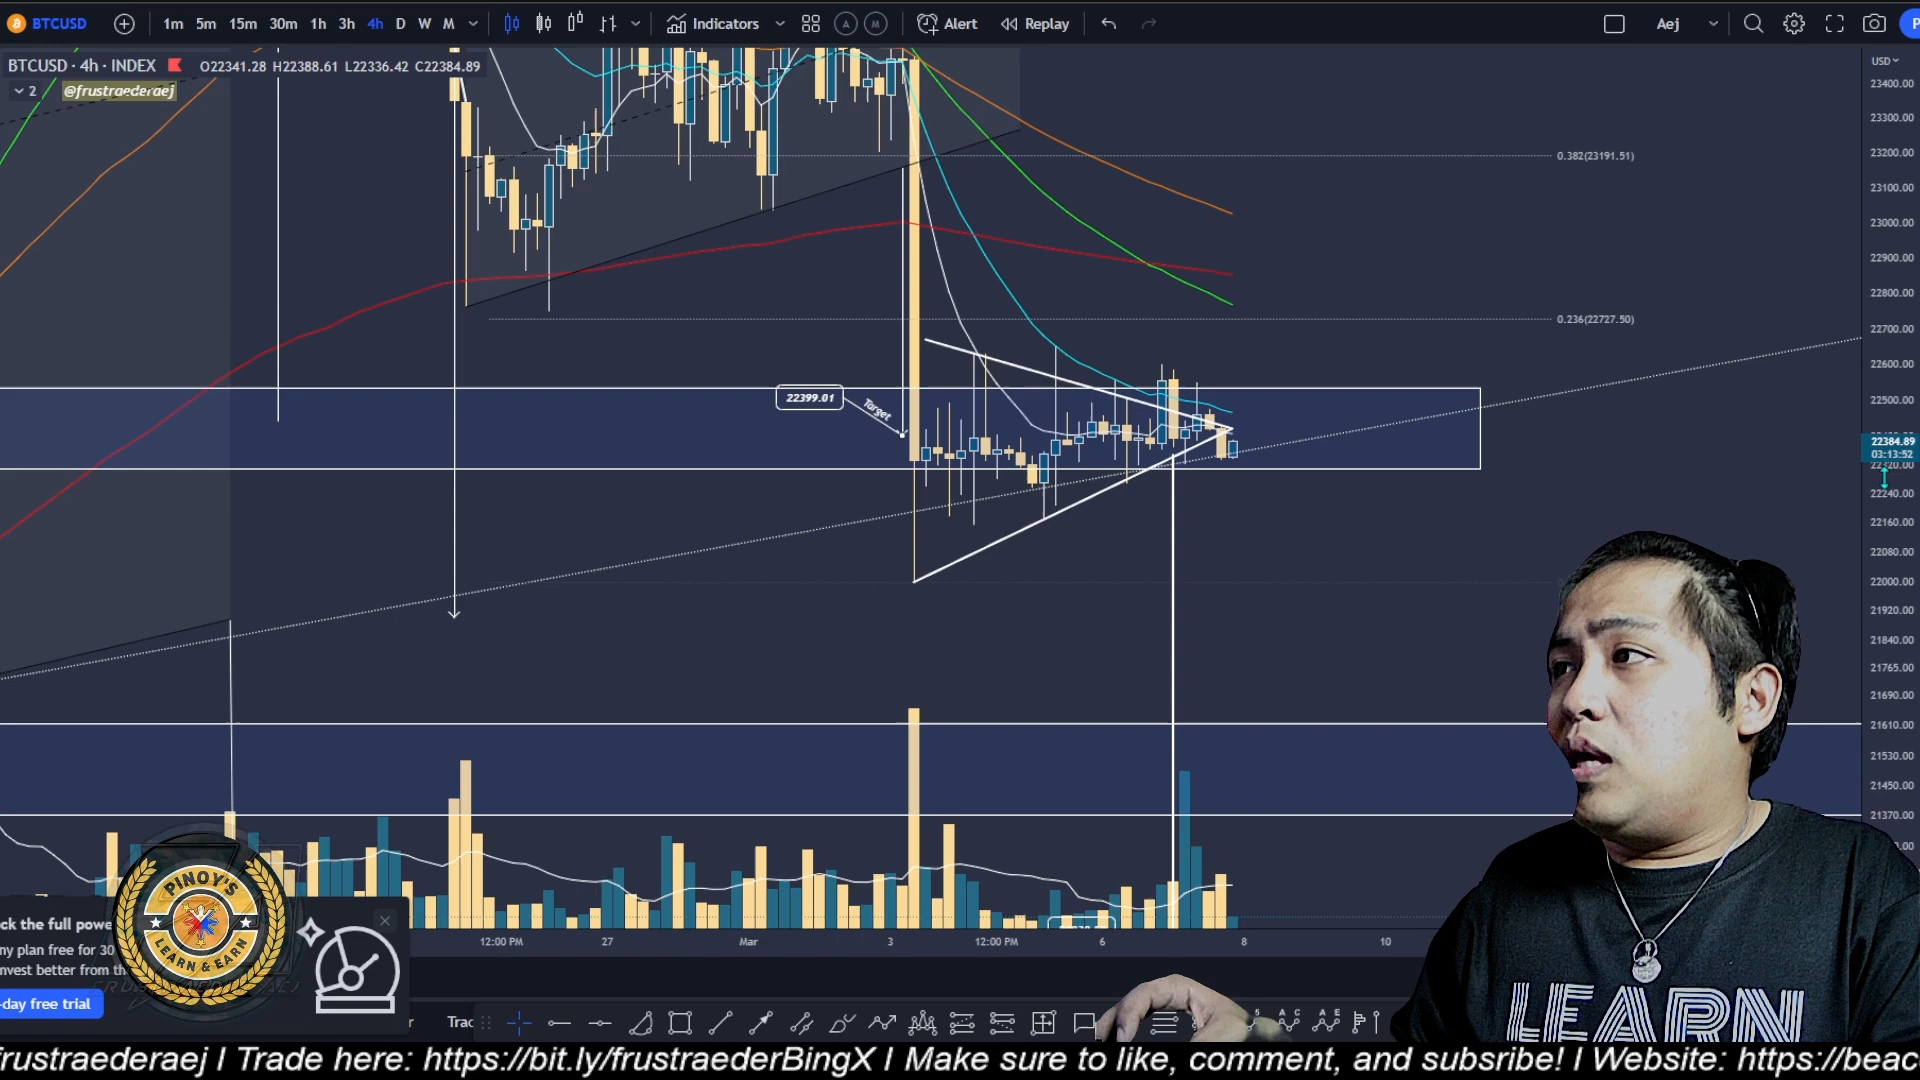 BTCUSD 1m 5m 15m 30m 1h 3h 4h D W M Indicators A M Alert Replay Aej P
BTCUSD · 4h · INDEX O22341.28 H22388.61 L22336.42 C22384.89
2 @frustraederaej
USD
23400.00
23300.00
23200.00
0.382(23191.51)
23100.00
23000.00
22900.00
22800.00
0.236(22727.50)
22700.00
22600.00
22500.00
22399.01
Target
22384.89
03:13:52
22320.00
22240.00
22160.00
22080.00
22000.00
21920.00
21840.00
21765.00
21690.00
21610.00
21530.00
21450.00
21370.00
PINOY'S
LEARN & EARN
ck the full powe
ny plan free for 30
nvest better from th
-day free trial
12:00 PM 27 Mar 3 12:00 PM 6 8 10
Trac
LEARN
frustraederaej I Trade here: https://bit.ly/frustraederBingX I Make sure to like, comment, and subsribe! I Website: https://beac